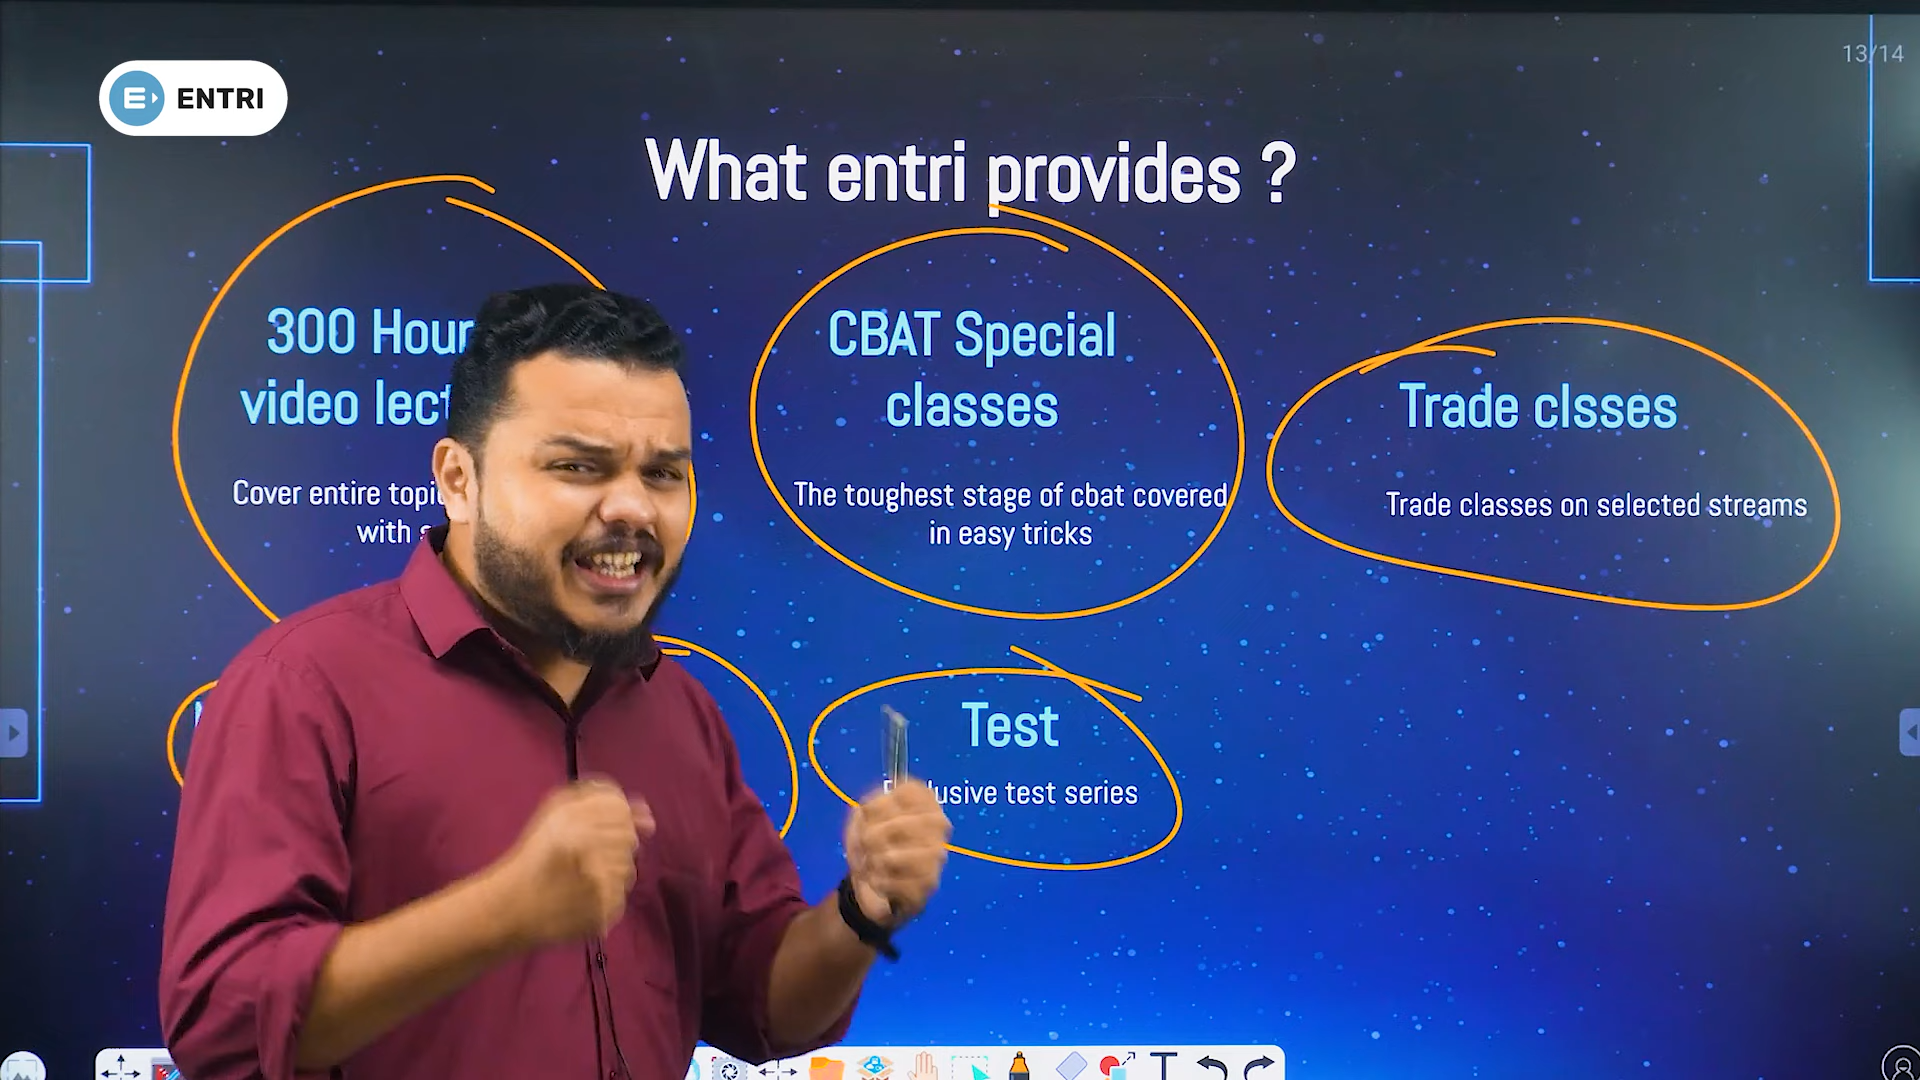 ENTRI
13/14
What entri provides ?
300 Hour
video lect
Cover entire topi
with s
CBAT Special
classes
The toughest stage of cbat covered
in easy tricks
Trade clsses
Trade classes on selected streams
Test
lusive test series